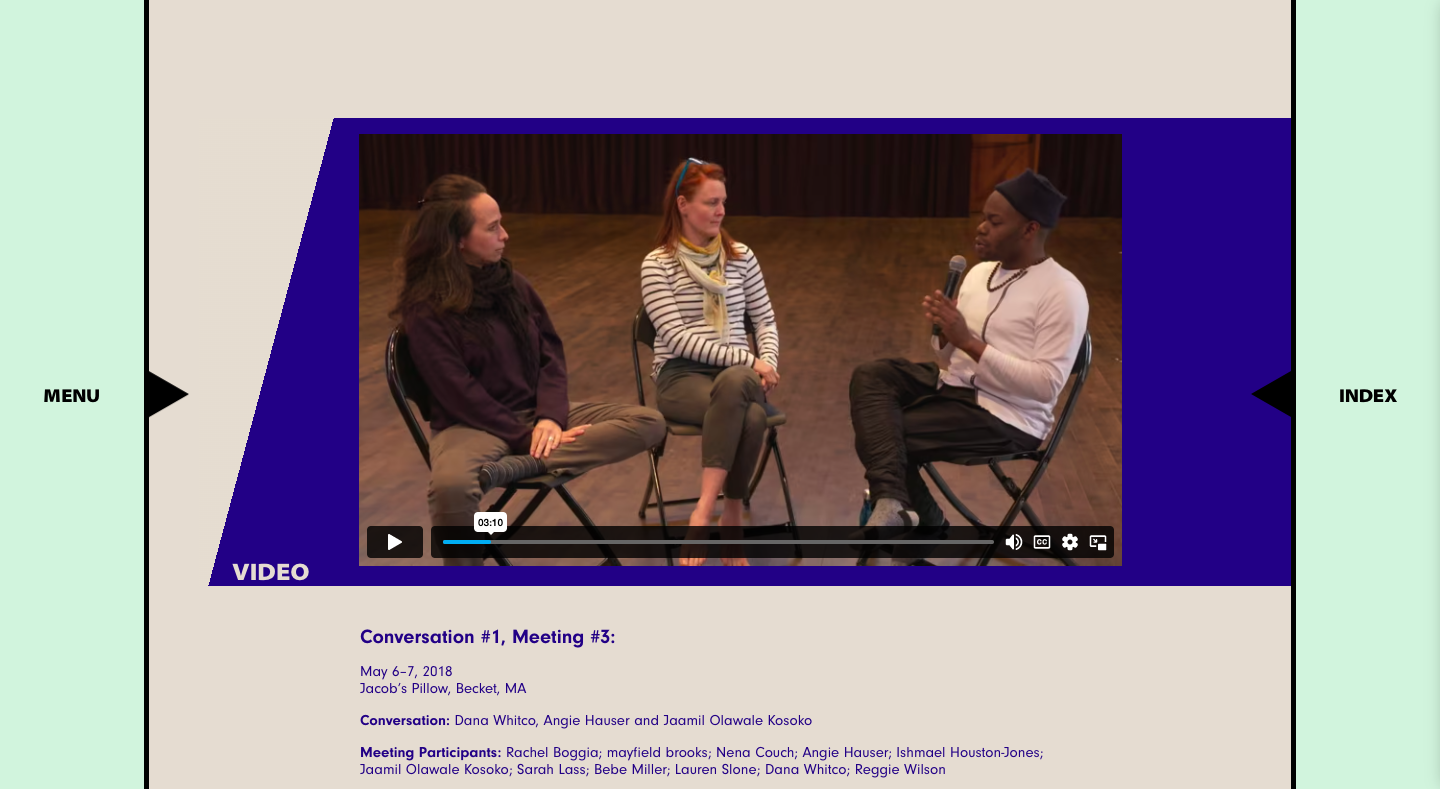 MENU
INDEX
03:10
CC
VIDEO
Conversation #1, Meeting #3:
May 6–7, 2018
Jacob’s Pillow, Becket, MA
Conversation: Dana Whitco, Angie Hauser and Jaamil Olawale Kosoko
Meeting Participants: Rachel Boggia; mayfield brooks; Nena Couch; Angie Hauser; Ishmael Houston-Jones;
Jaamil Olawale Kosoko; Sarah Lass; Bebe Miller; Lauren Slone; Dana Whitco; Reggie Wilson